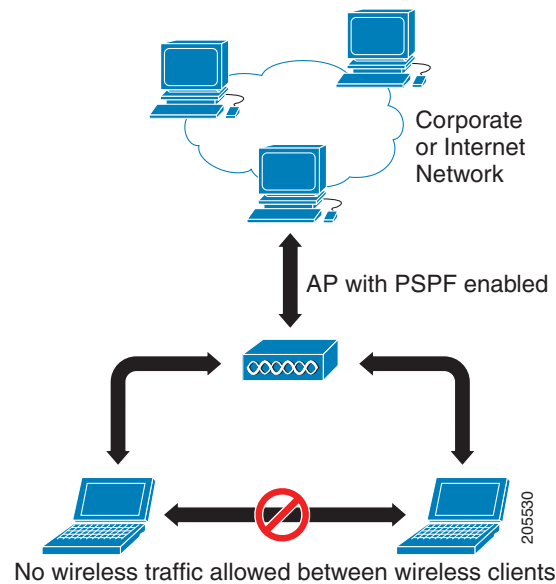 Corporate
or Internet
Network
AP with PSPF enabled
205530
No wireless traffic allowed between wireless clients